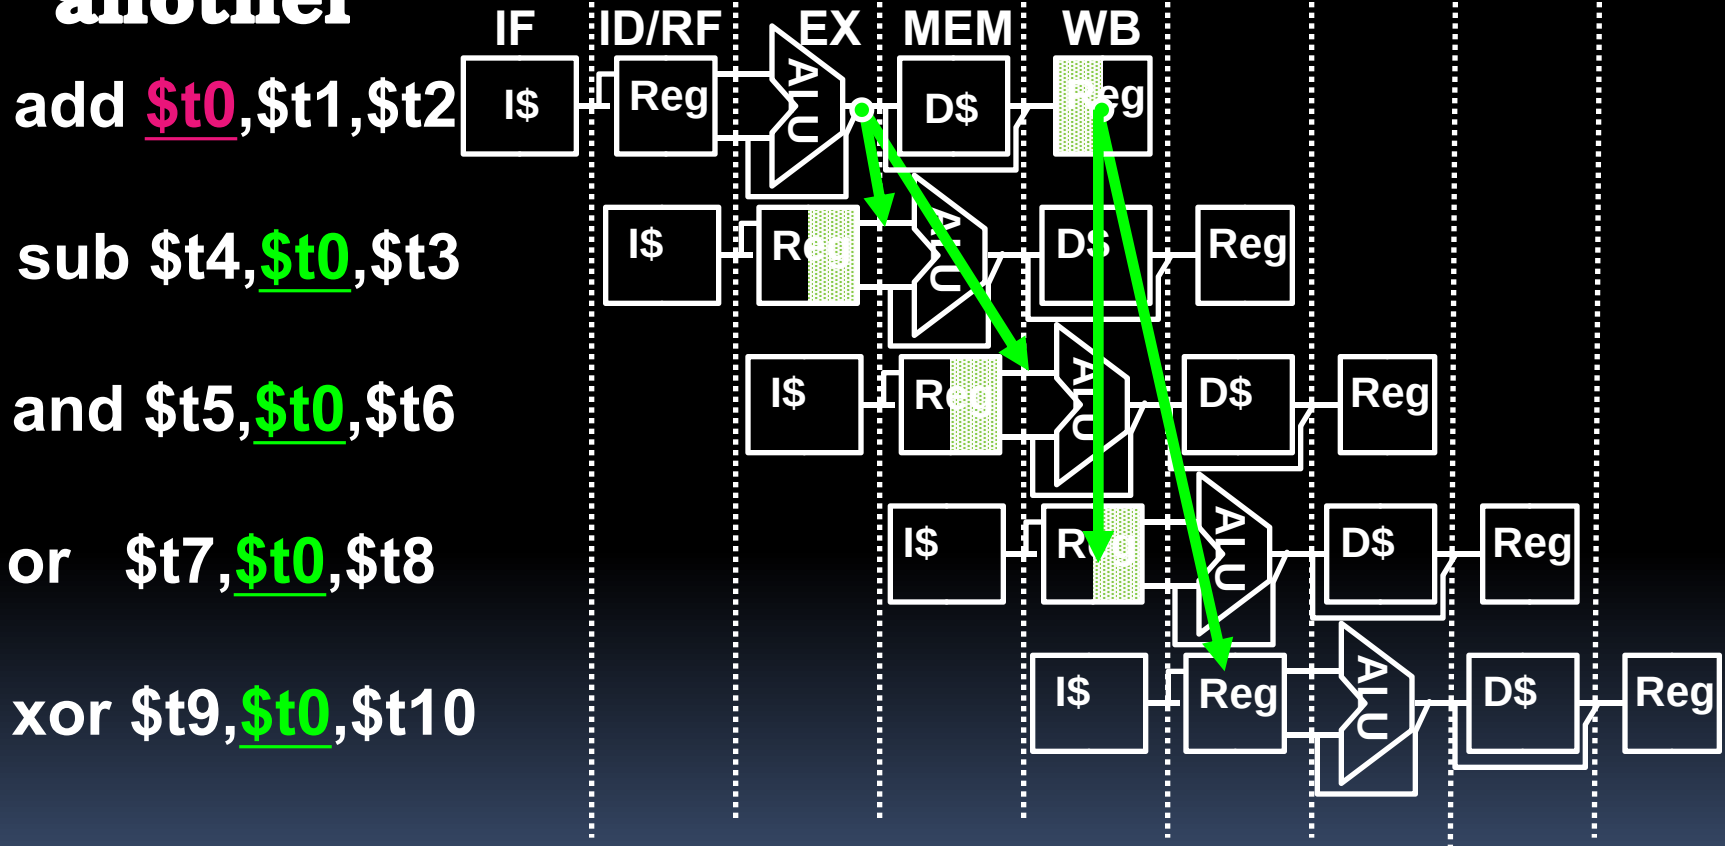 another
IF ID/RF EX MEM WB
add $t0,$t1,$t2 I$ Reg ALU D$ Reg
sub $t4,$t0,$t3 I$ Reg ALU D$ Reg
and $t5,$t0,$t6 I$ Reg ALU D$ Reg
or $t7,$t0,$t8 I$ Reg ALU D$ Reg
xor $t9,$t0,$t10 I$ Reg ALU D$ Reg